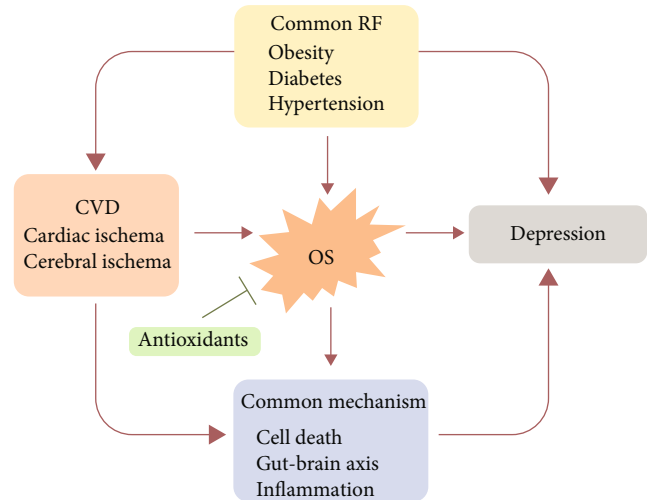 Common RF
Obesity
Diabetes
Hypertension
CVD
Cardiac ischema
Cerebral ischema
OS
Depression
Antioxidants
Common mechanism
Cell death
Gut-brain axis
Inflammation